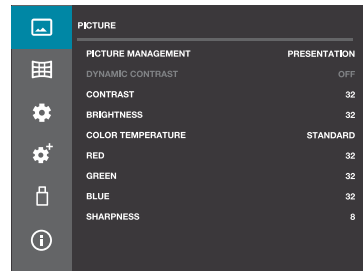 PICTURE
PICTURE MANAGEMENT PRESENTATION
DYNAMIC CONTRAST OFF
CONTRAST 32
BRIGHTNESS 32
COLOR TEMPERATURE STANDARD
RED 32
GREEN 32
BLUE 32
SHARPNESS 8